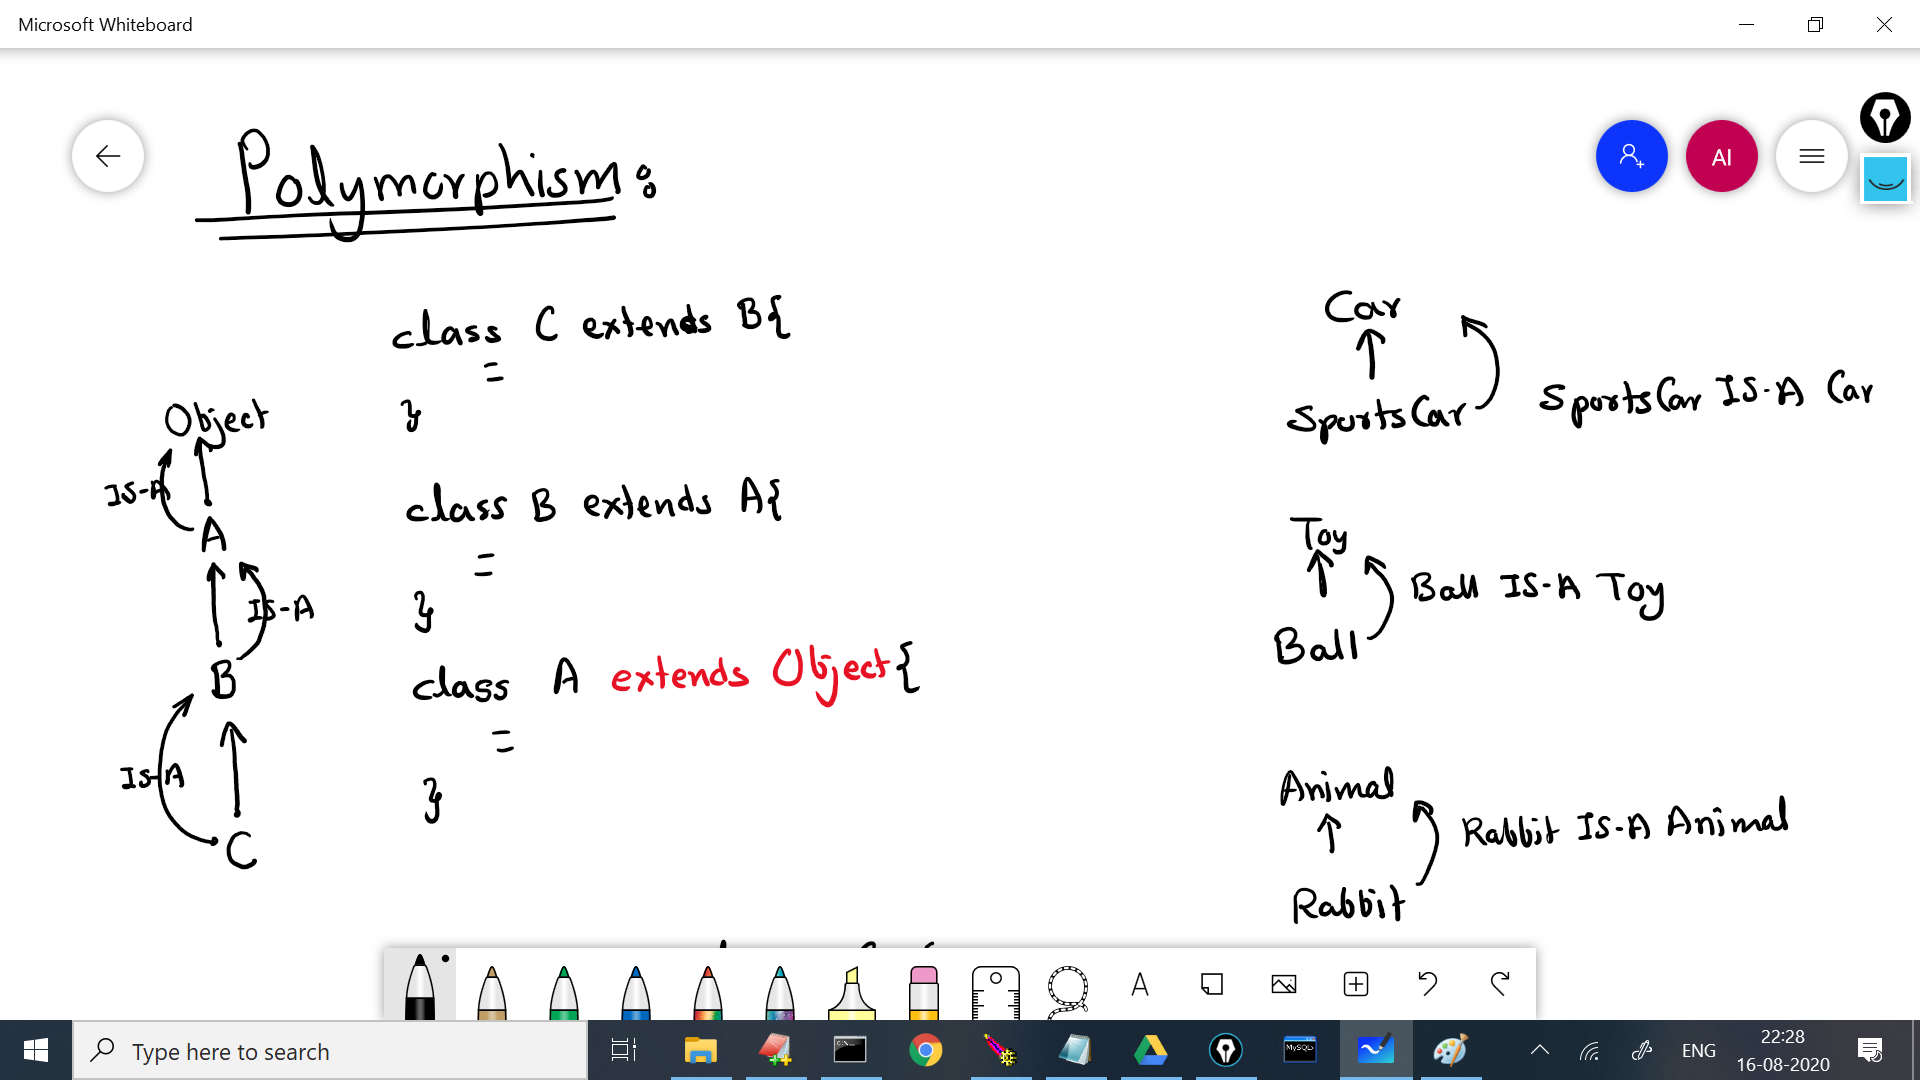 Microsoft Whiteboard
AI
Polymorphism:
class C extends B{
=
}
class B extends A{
=
}
class A extends Object{
=
}
Object
IS-A
A
IS-A
B
IS-A
C
Car
SportsCar
SportsCar IS-A Car
Toy
Ball IS-A Toy
Ball
Animal
Rabbit IS-A Animal
Rabbit
A
Type here to search
C:\
MySQL
ENG
22:28
16-08-2020